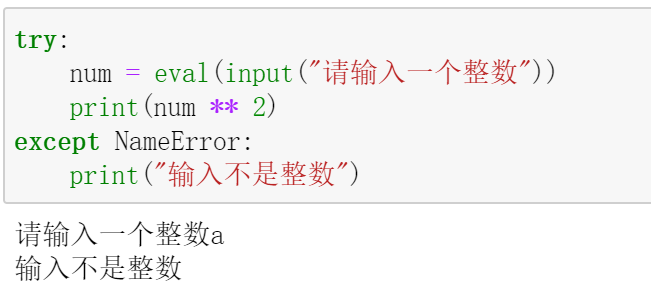 try:
    num = eval(input("请输入一个整数"))
    print(num ** 2)
except NameError:
    print("输入不是整数")
请输入一个整数a
输入不是整数